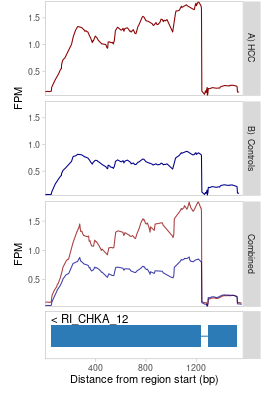 1.5
1.0
0.5
A) HCC
FPM
1.5
1.0
0.5
B) Controls
1.5
1.0
0.5
Combined
FPM
< RI_CHKA_12
400 800 1200
Distance from region start (bp)